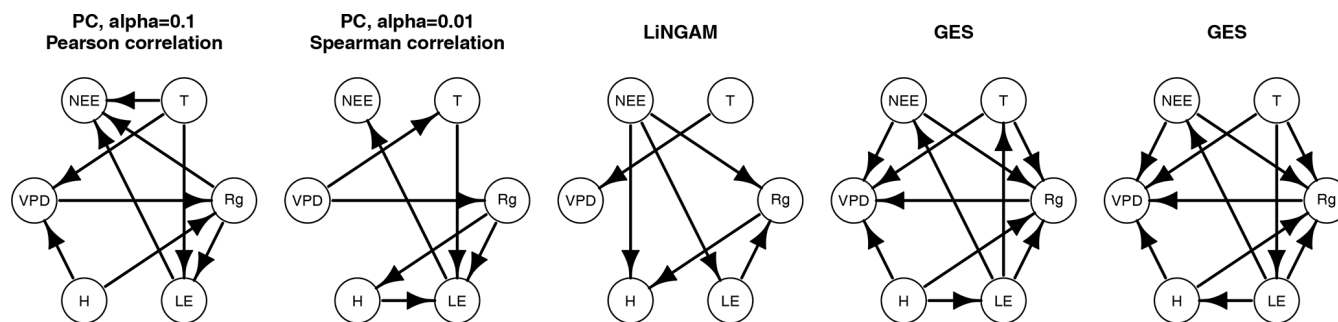 PC, alpha=0.1
Pearson correlation
NEE
T
VPD
Rg
H
LE
PC, alpha=0.01
Spearman correlation
NEE
T
VPD
Rg
H
LE
LiNGAM
NEE
T
VPD
Rg
H
LE
GES
NEE
T
VPD
Rg
H
LE
GES
NEE
T
VPD
Rg
H
LE